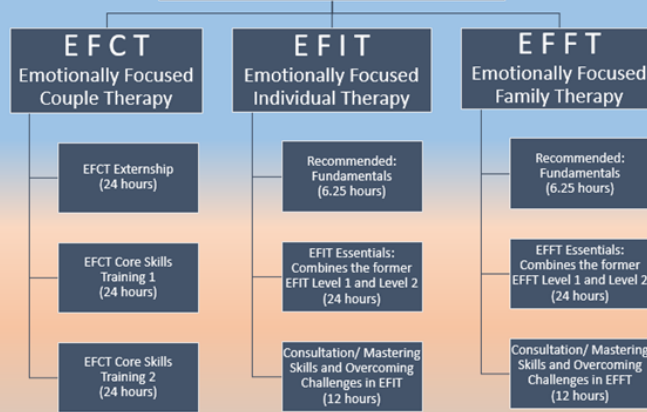 EFCT
Emotionally Focused
Couple Therapy
EFCT Externship
(24 hours)
EFCT Core Skills
Training 1
(24 hours)
EFCT Core Skills
Training 2
(24 hours)
EFIT
Emotionally Focused
Individual Therapy
Recommended:
Fundamentals
(6.25 hours)
EFIT Essentials:
Combines the former
EFIT Level 1 and Level 2
(24 hours)
Consultation/ Mastering
Skills and Overcoming
Challenges in EFIT
(12 hours)
EFFT
Emotionally Focused
Family Therapy
Recommended:
Fundamentals
(6.25 hours)
EFFT Essentials:
Combines the former
EFFT Level 1 and Level 2
(24 hours)
Consultation/ Mastering
Skills and Overcoming
Challenges in EFFT
(12 hours)